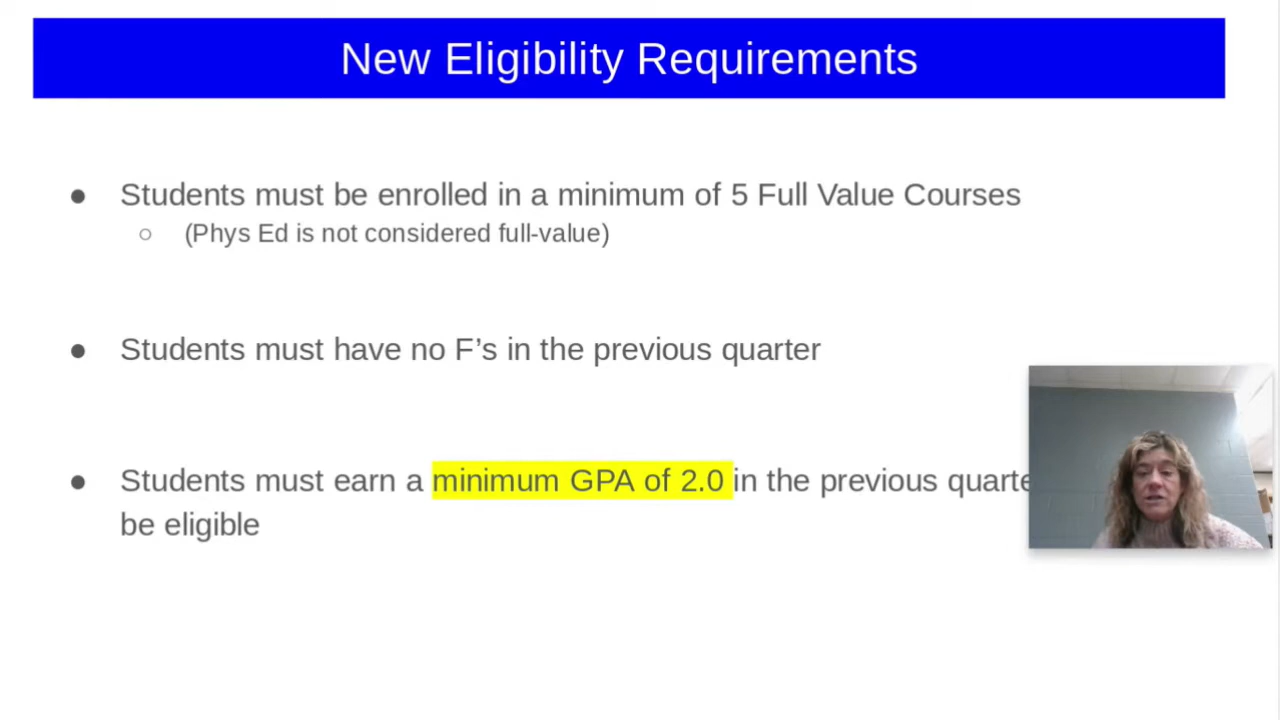 New Eligibility Requirements
● Students must be enrolled in a minimum of 5 Full Value Courses
○ (Phys Ed is not considered full-value)
● Students must have no F’s in the previous quarter
● Students must earn a minimum GPA of 2.0 in the previous
be eligible